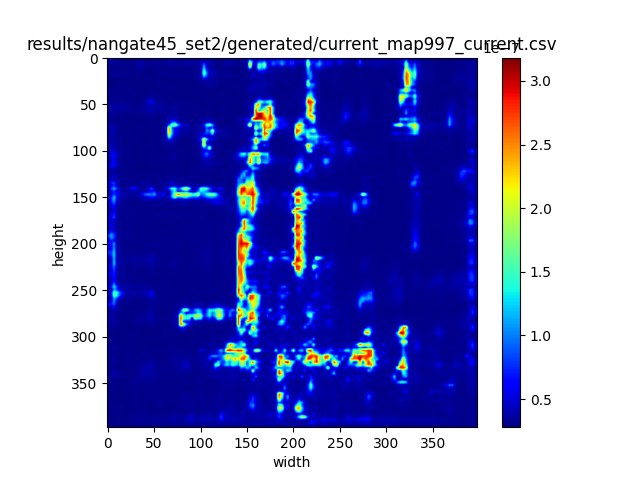 results/nangate45_set2/generated/current_map997_current.csv
1e−7
0
50
100
150
200
250
300
350
height
0 50 100 150 200 250 300 350
width
3.0
2.5
2.0
1.5
1.0
0.5